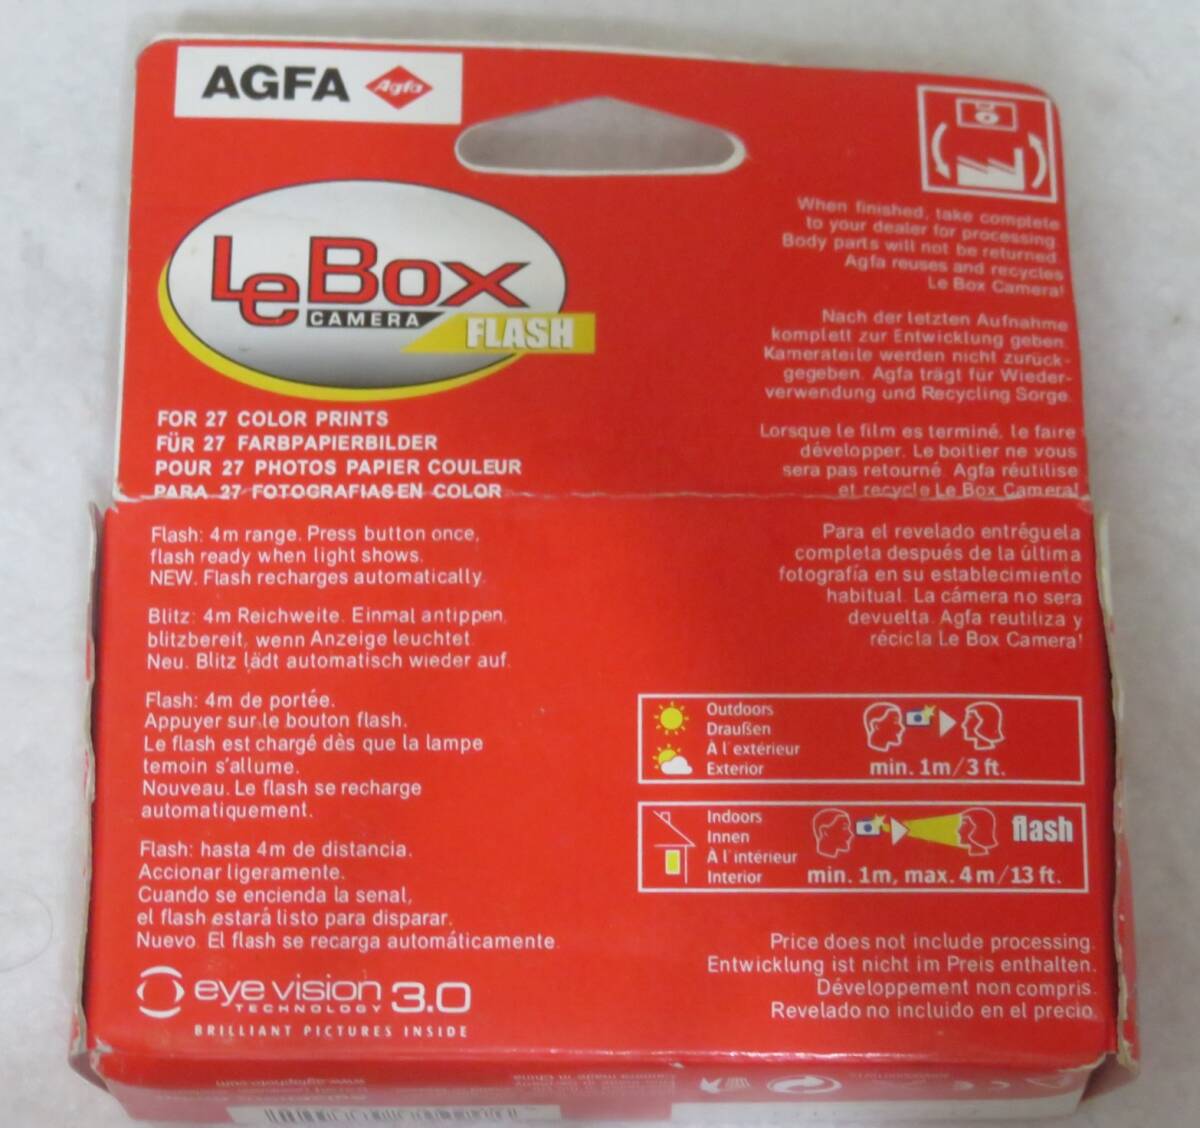 AGFA Agfa
Le Box
CAMERA
FLASH
FOR 27 COLOR PRINTS
FÜR 27 FARBPAPIERBILDER
POUR 27 PHOTOS PAPIER COULEUR
PARA 27 FOTOGRAFIAS EN COLOR
When finished, take complete
to your dealer for processing.
Body parts will not be returned.
Agfa reuses and recycles
Le Box Camera!
Nach der letzten Aufnahme
komplett zur Entwicklung geben.
Kamerateile werden nicht zurück-
gegeben. Agfa trägt für Wieder-
verwendung und Recycling Sorge.
Lorsque le film es terminé, le faire
développer. Le boitier ne vous
sera pas retourné. Agfa réutilise
et recycle Le Box Camera!
Flash: 4m range. Press button once,
flash ready when light shows.
NEW. Flash recharges automatically.
Blitz: 4m Reichweite. Einmal antippen,
blitzbereit, wenn Anzeige leuchtet.
Neu. Blitz lädt automatisch wieder auf.
Flash: 4m de portée.
Appuyer sur le bouton flash.
Le flash est chargé dès que la lampe
temoin s'allume.
Nouveau. Le flash se recharge
automatiquement.
Flash: hasta 4m de distancia.
Accionar ligeramente.
Cuando se encienda la senal,
el flash estará listo para disparar.
Nuevo. El flash se recarga automáticamente.
eye vision 3.0
TECHNOLOGY
BRILLIANT PICTURES INSIDE
Para el revelado entréguela
completa después de la última
fotografía en su establecimiento
habitual. La cámera no sera
devuelta. Agfa reutiliza y
récicla Le Box Camera!
Outdoors
Draußen
À l'extérieur
Exterior
min. 1m/3 ft.
Indoors
Innen
À l'intérieur
Interior
flash
min. 1m, max. 4m/13 ft.
Price does not include processing.
Entwicklung ist nicht im Preis enthalten.
Développement non compris.
Revelado no incluido en el precio.
www.agfaphoto.com
made in China